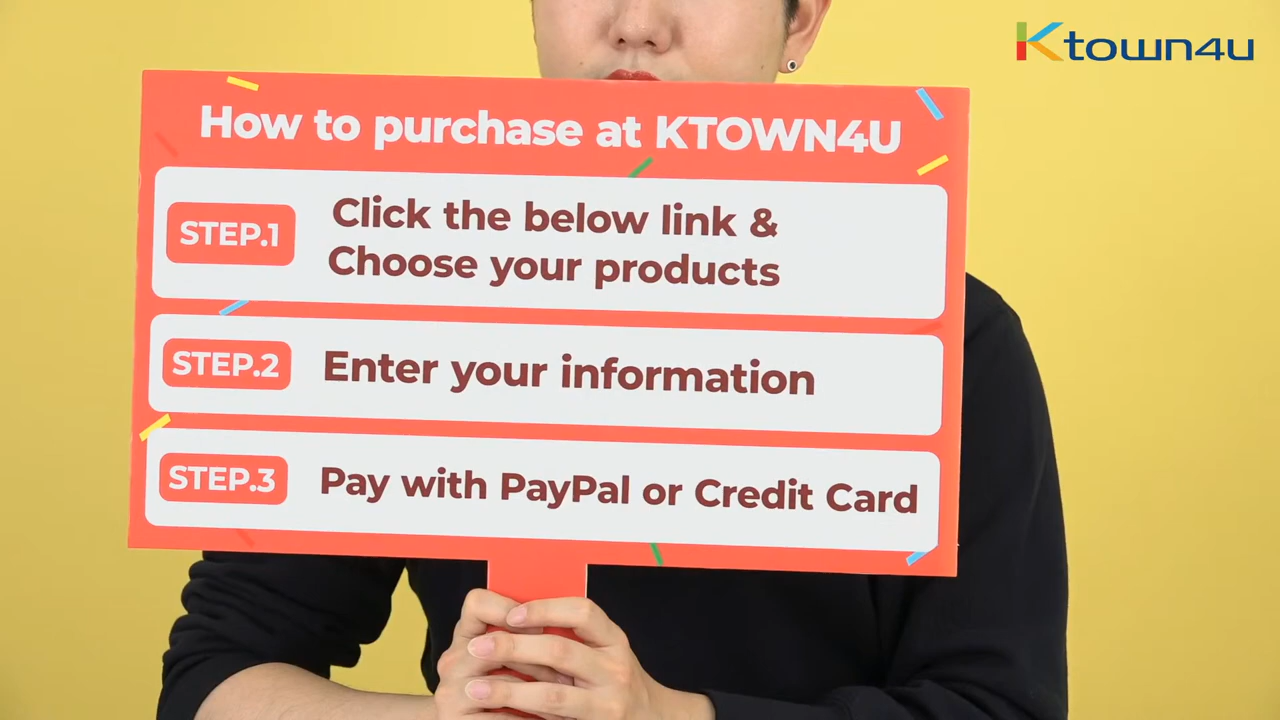 Ktown4u
How to purchase at KTOWN4U
STEP.1
Click the below link &
Choose your products
STEP.2
Enter your information
STEP.3
Pay with PayPal or Credit Card